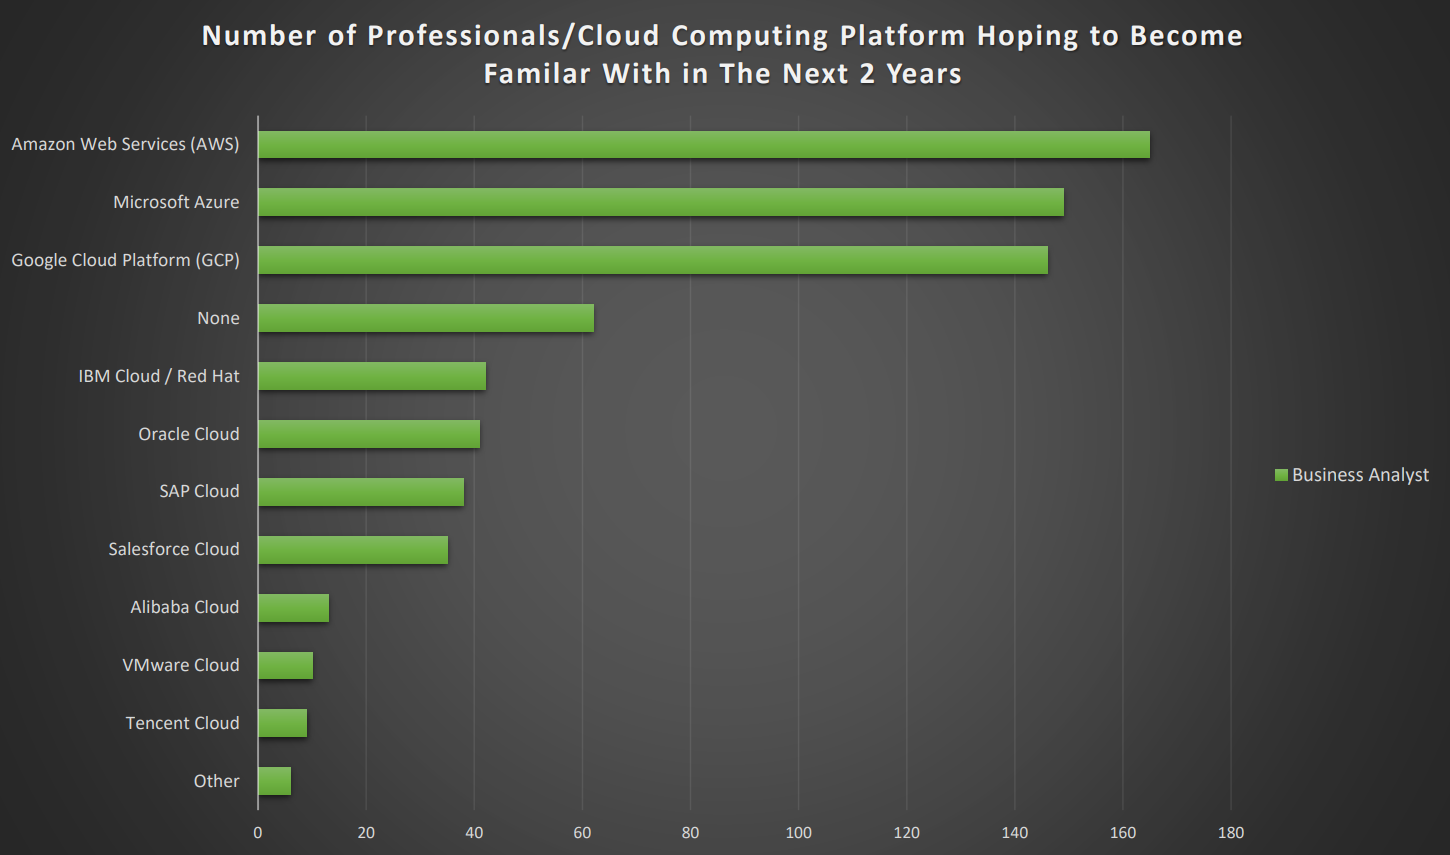 Number of Professionals/Cloud Computing Platform Hoping to Become
Familar With in The Next 2 Years
Amazon Web Services (AWS)
Microsoft Azure
Google Cloud Platform (GCP)
None
IBM Cloud / Red Hat
Oracle Cloud
SAP Cloud
Salesforce Cloud
Alibaba Cloud
VMware Cloud
Tencent Cloud
Other
0 20 40 60 80 100 120 140 160 180
Business Analyst